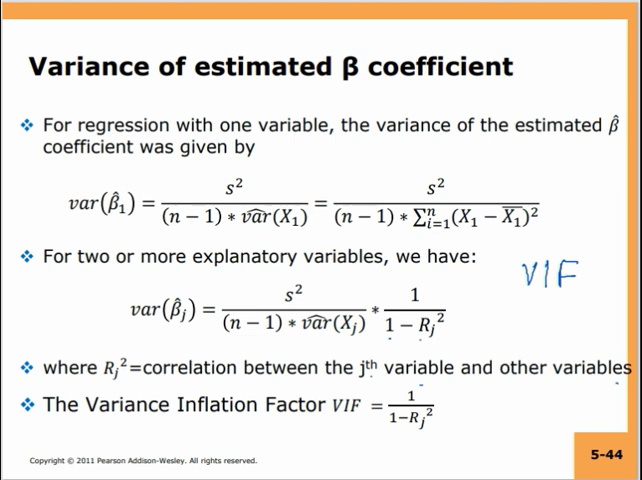 Variance of estimated β coefficient
❖ For regression with one variable, the variance of the estimated β̂
coefficient was given by
var(β̂₁) = s² / ((n − 1) ∗ var̂(X₁)) = s² / ((n − 1) ∗ ∑ⁿᵢ₌₁(X₁ − X̅₁)²)
❖ For two or more explanatory variables, we have:
VIF
var(β̂ⱼ) = s² / ((n − 1) ∗ var̂(Xⱼ)) ∗ 1 / (1 − Rⱼ²)
❖ where Rⱼ²=correlation between the jᵗʰ variable and other variables
❖ The Variance Inflation Factor VIF = 1 / (1−Rⱼ²)
Copyright © 2011 Pearson Addison-Wesley. All rights reserved.
5-44